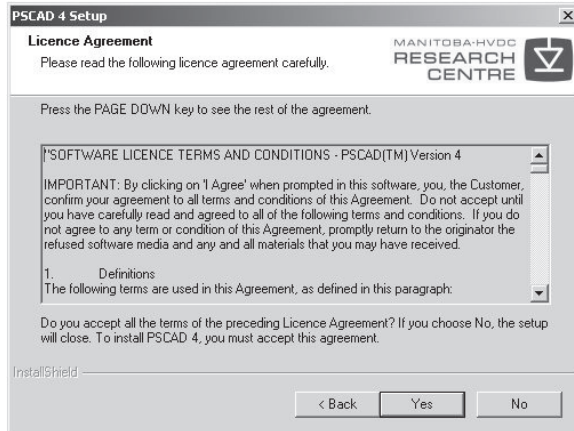 PSCAD 4 Setup
Licence Agreement
Please read the following licence agreement carefully.
MANITOBA-HVDC
RESEARCH
CENTRE
Press the PAGE DOWN key to see the rest of the agreement.
"SOFTWARE LICENCE TERMS AND CONDITIONS - PSCAD(TM) Version 4
IMPORTANT: By clicking on 'I Agree' when prompted in this software, you, the Customer,
confirm your agreement to all terms and conditions of this Agreement. Do not accept until
you have carefully read and agreed to all of the following terms and conditions. If you do
not agree to any term or condition of this Agreement, promptly return to the originator the
refused software media and any and all materials that you may have received.
1. Definitions
The following terms are used in this Agreement, as defined in this paragraph:
Do you accept all the terms of the preceding Licence Agreement? If you choose No, the setup
will close. To install PSCAD 4, you must accept this agreement.
InstallShield
< Back Yes No